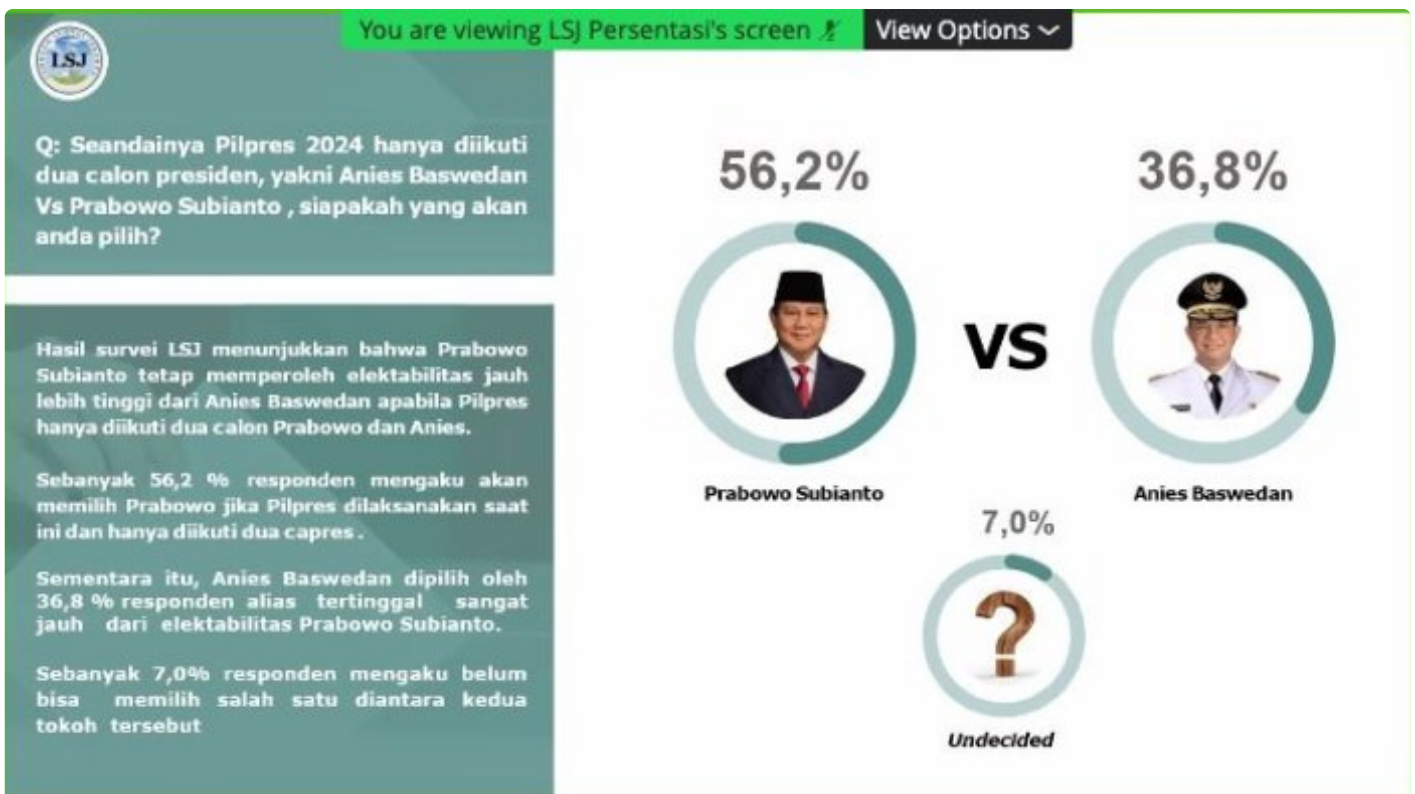 You are viewing LSJ Persentasi's screen
View Options
LSJ
Q: Seandainya Pilpres 2024 hanya diikuti
dua calon presiden, yakni Anies Baswedan
Vs Prabowo Subianto , siapakah yang akan
anda pilih?
Hasil survei LSJ menunjukkan bahwa Prabowo
Subianto tetap memperoleh elektabilitas jauh
lebih tinggi dari Anies Baswedan apabila Pilpres
hanya diikuti dua calon Prabowo dan Anies.
Sebanyak 56,2 % responden mengaku akan
memilih Prabowo jika Pilpres dilaksanakan saat
ini dan hanya diikuti dua capres .
Sementara itu, Anies Baswedan dipilih oleh
36,8 % responden alias tertinggal sangat
jauh dari elektabilitas Prabowo Subianto.
Sebanyak 7,0% responden mengaku belum
bisa memilih salah satu diantara kedua
tokoh tersebut
56,2%
36,8%
VS
Prabowo Subianto
Anies Baswedan
7,0%
?
Undecided